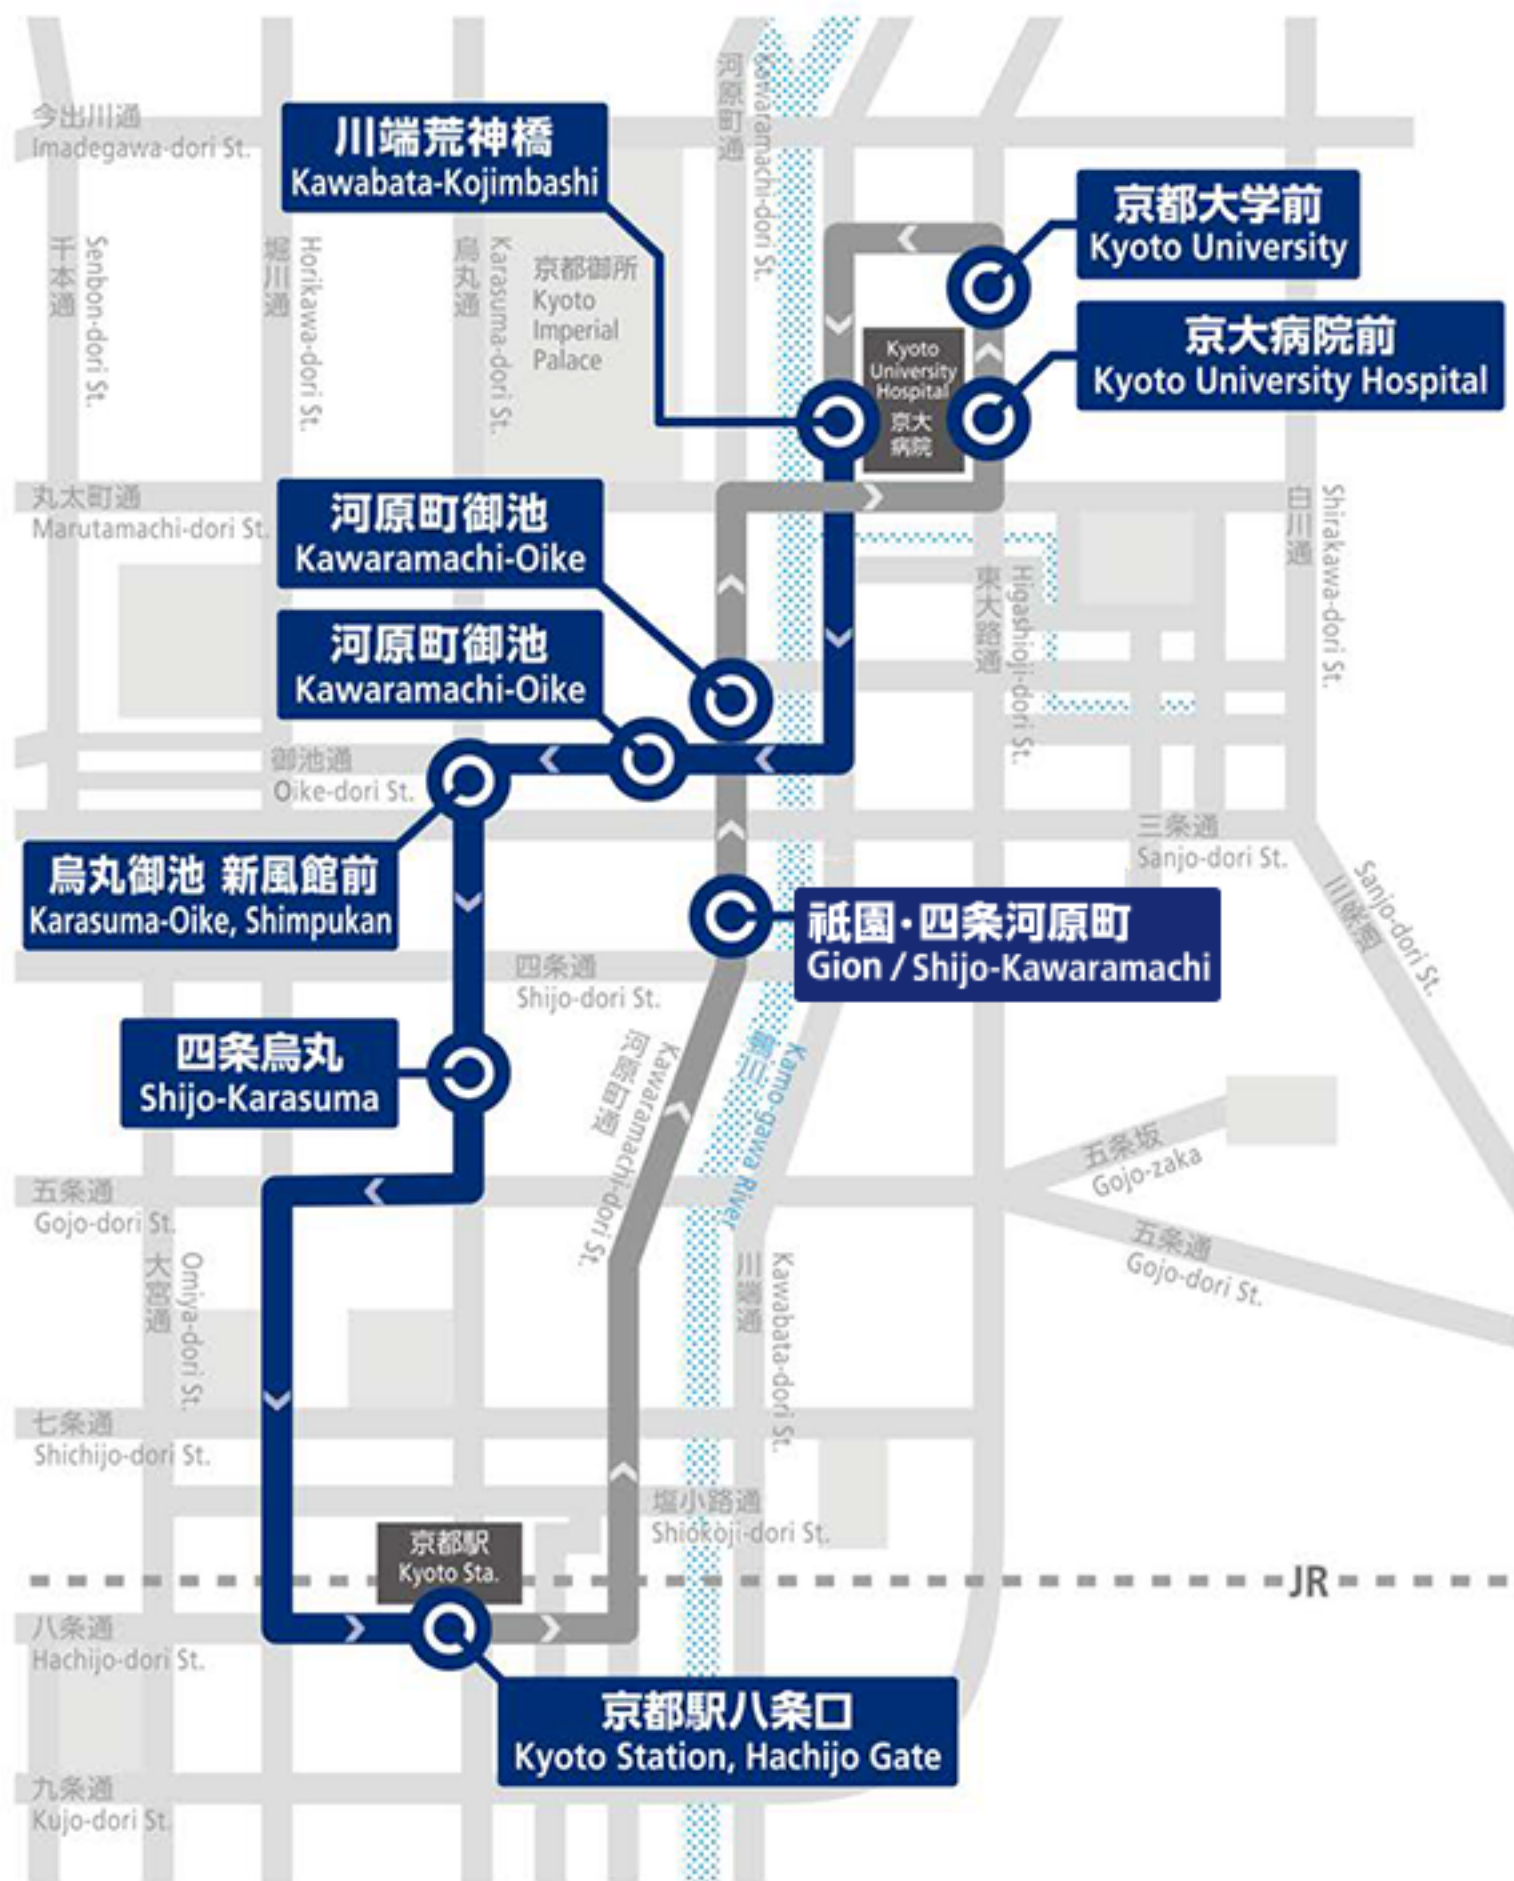 河原町通
Kawaramachi-dori St.
今出川通
Imadegawa-dori St.
川端荒神橋
Kawabata-Kojimbashi
京都大学前
Kyoto University
京大病院前
Kyoto University Hospital
千本通
Senbon-dori St.
堀川通
Horikawa-dori St.
烏丸通
Karasuma-dori St.
京都御所
Kyoto
Imperial
Palace
Kyoto
University
Hospital
京大
病院
丸太町通
Marutamachi-dori St.
河原町御池
Kawaramachi-Oike
白川通
Shirakawa-dori St.
東大路通
Higashioji-dori St.
河原町御池
Kawaramachi-Oike
御池通
Oike-dori St.
三条通
Sanjo-dori St.
烏丸御池 新風館前
Karasuma-Oike, Shimpukan
祇園・四条河原町
Gion / Shijo-Kawaramachi
Sanjo-dori St.
四条通
Shijo-dori St.
四条烏丸
Shijo-Karasuma
河原町通
Kawaramachi-dori St.
鴨川
Kamo-gawa River
五条坂
Gojo-zaka
五条通
Gojo-dori St.
五条通
Gojo-dori St.
大宮通
Omiya-dori St.
川端通
Kawabata-dori St.
七条通
Shichijo-dori St.
塩小路通
Shiokoji-dori St.
京都駅
Kyoto Sta.
JR
八条通
Hachijo-dori St.
京都駅八条口
Kyoto Station, Hachijo Gate
九条通
Kujo-dori St.